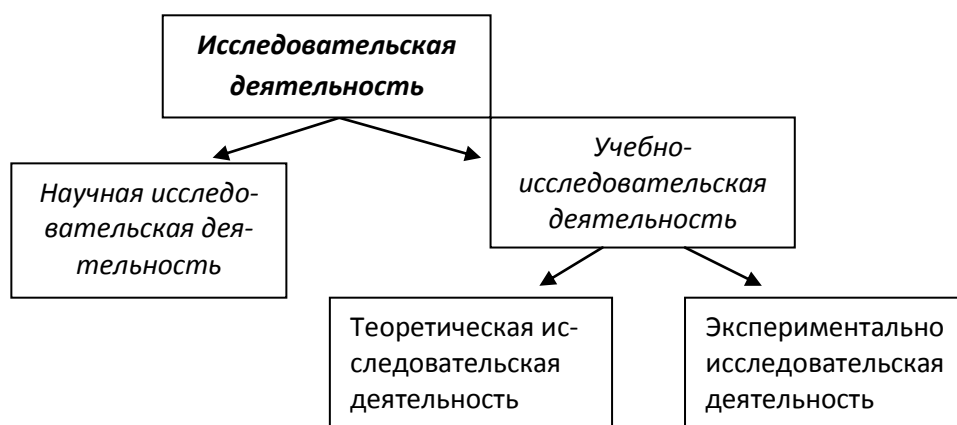 Исследовательская
деятельность
Научная исследо-
вательская дея-
тельность
Учебно-
исследовательская
деятельность
Теоретическая ис-
следовательская
деятельность
Экспериментально
исследовательская
деятельность